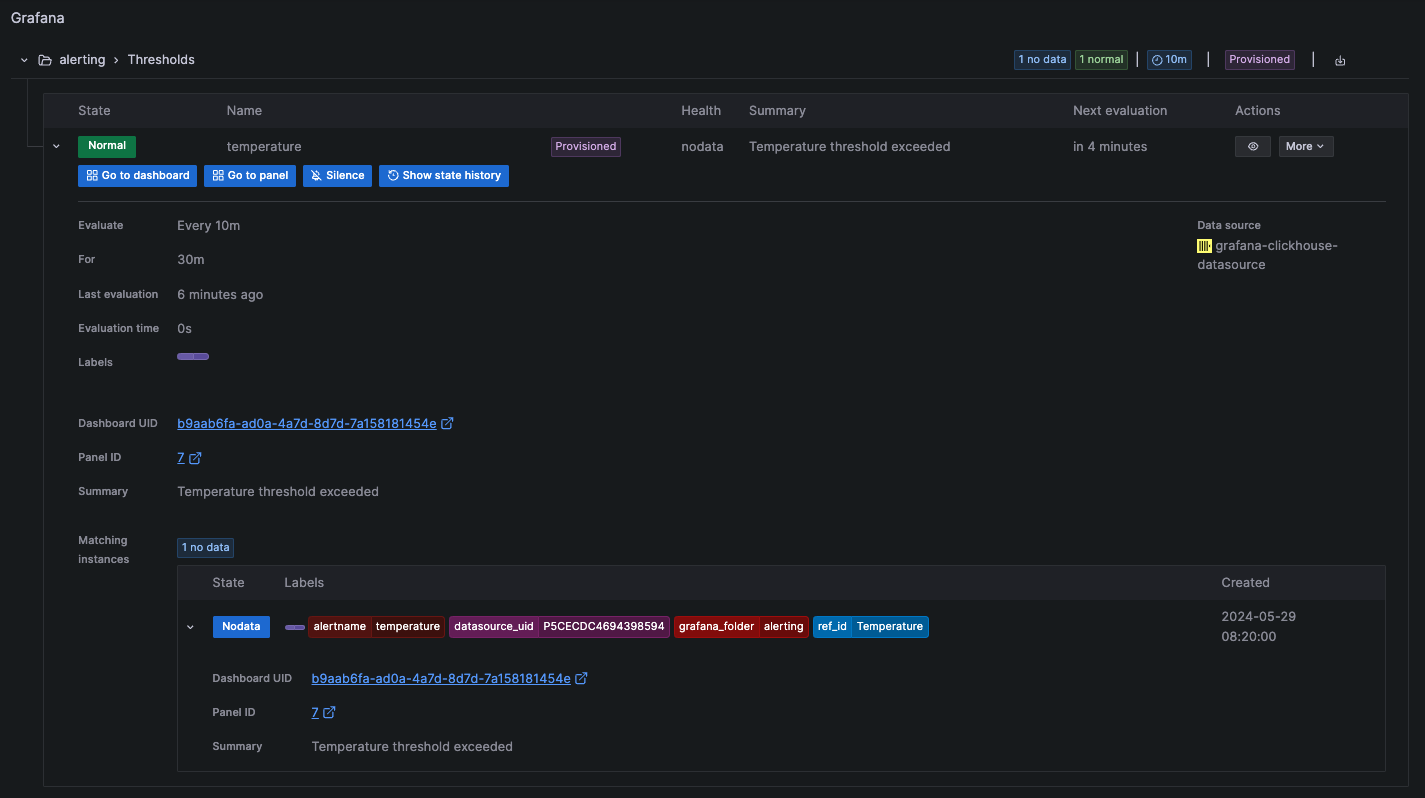 Grafana
alerting > Thresholds 1 no data 1 normal | 10m | Provisioned |
State Name Health Summary Next evaluation Actions
Normal temperature Provisioned nodata Temperature threshold exceeded in 4 minutes More
Go to dashboard Go to panel Silence Show state history
Evaluate Every 10m Data source
grafana-clickhouse-
For 30m datasource
Last evaluation 6 minutes ago
Evaluation time 0s
Labels
Dashboard UID b9aab6fa-ad0a-4a7d-8d7d-7a158181454e
Panel ID 7
Summary Temperature threshold exceeded
Matching
instances 1 no data
State Labels Created
Nodata alertname temperature datasource_uid P5CECDC4694398594 grafana_folder alerting ref_id Temperature 2024-05-29
08:20:00
Dashboard UID b9aab6fa-ad0a-4a7d-8d7d-7a158181454e
Panel ID 7
Summary Temperature threshold exceeded